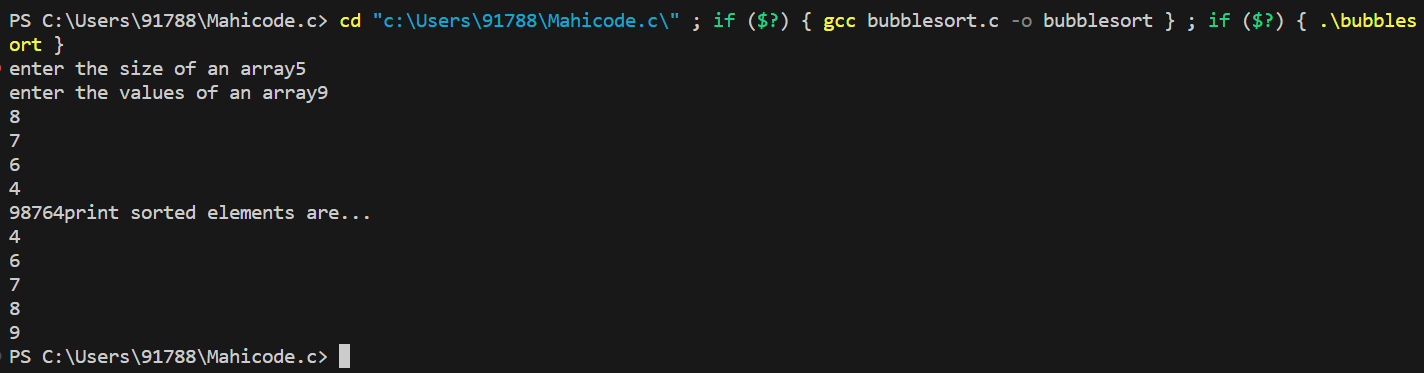 PS C:\Users\91788\Mahicode.c> cd "c:\Users\91788\Mahicode.c\" ; if ($?) { gcc bubblesort.c -o bubblesort } ; if ($?) { .\bubbles
ort }
enter the size of an array5
enter the values of an array9
8
7
6
4
98764print sorted elements are...
4
6
7
8
9
PS C:\Users\91788\Mahicode.c>